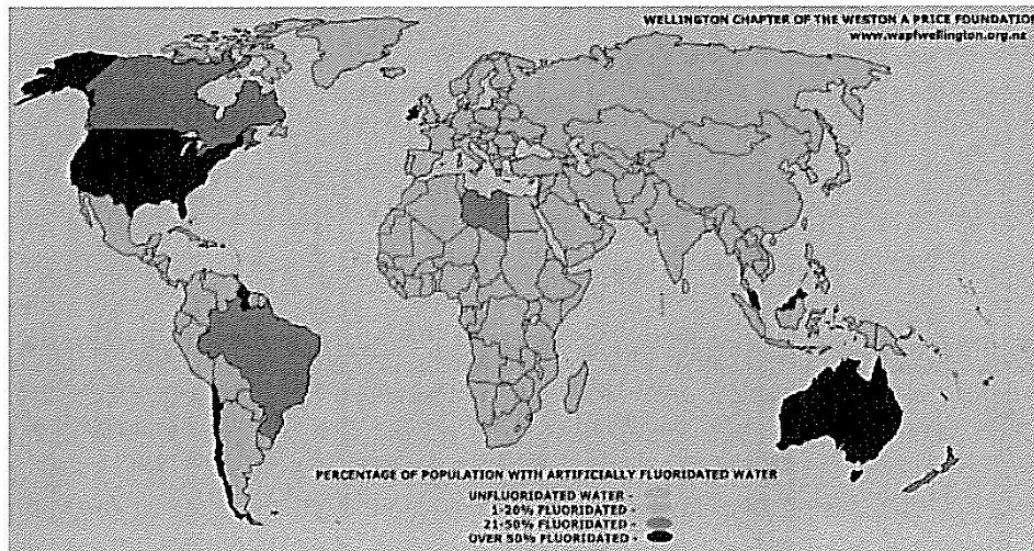 WELLINGTON CHAPTER OF THE WESTON A PRICE FOUNDATION
www.wapfwellington.org.nz
PERCENTAGE OF POPULATION WITH ARTIFICIALLY FLUORIDATED WATER
UNFLUORIDATED WATER -
1-20% FLUORIDATED -
21-50% FLUORIDATED -
OVER 50% FLUORIDATED -